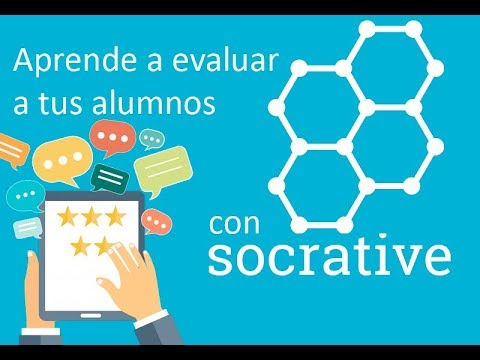 Aprende a evaluar
a tus alumnos
con
socrative